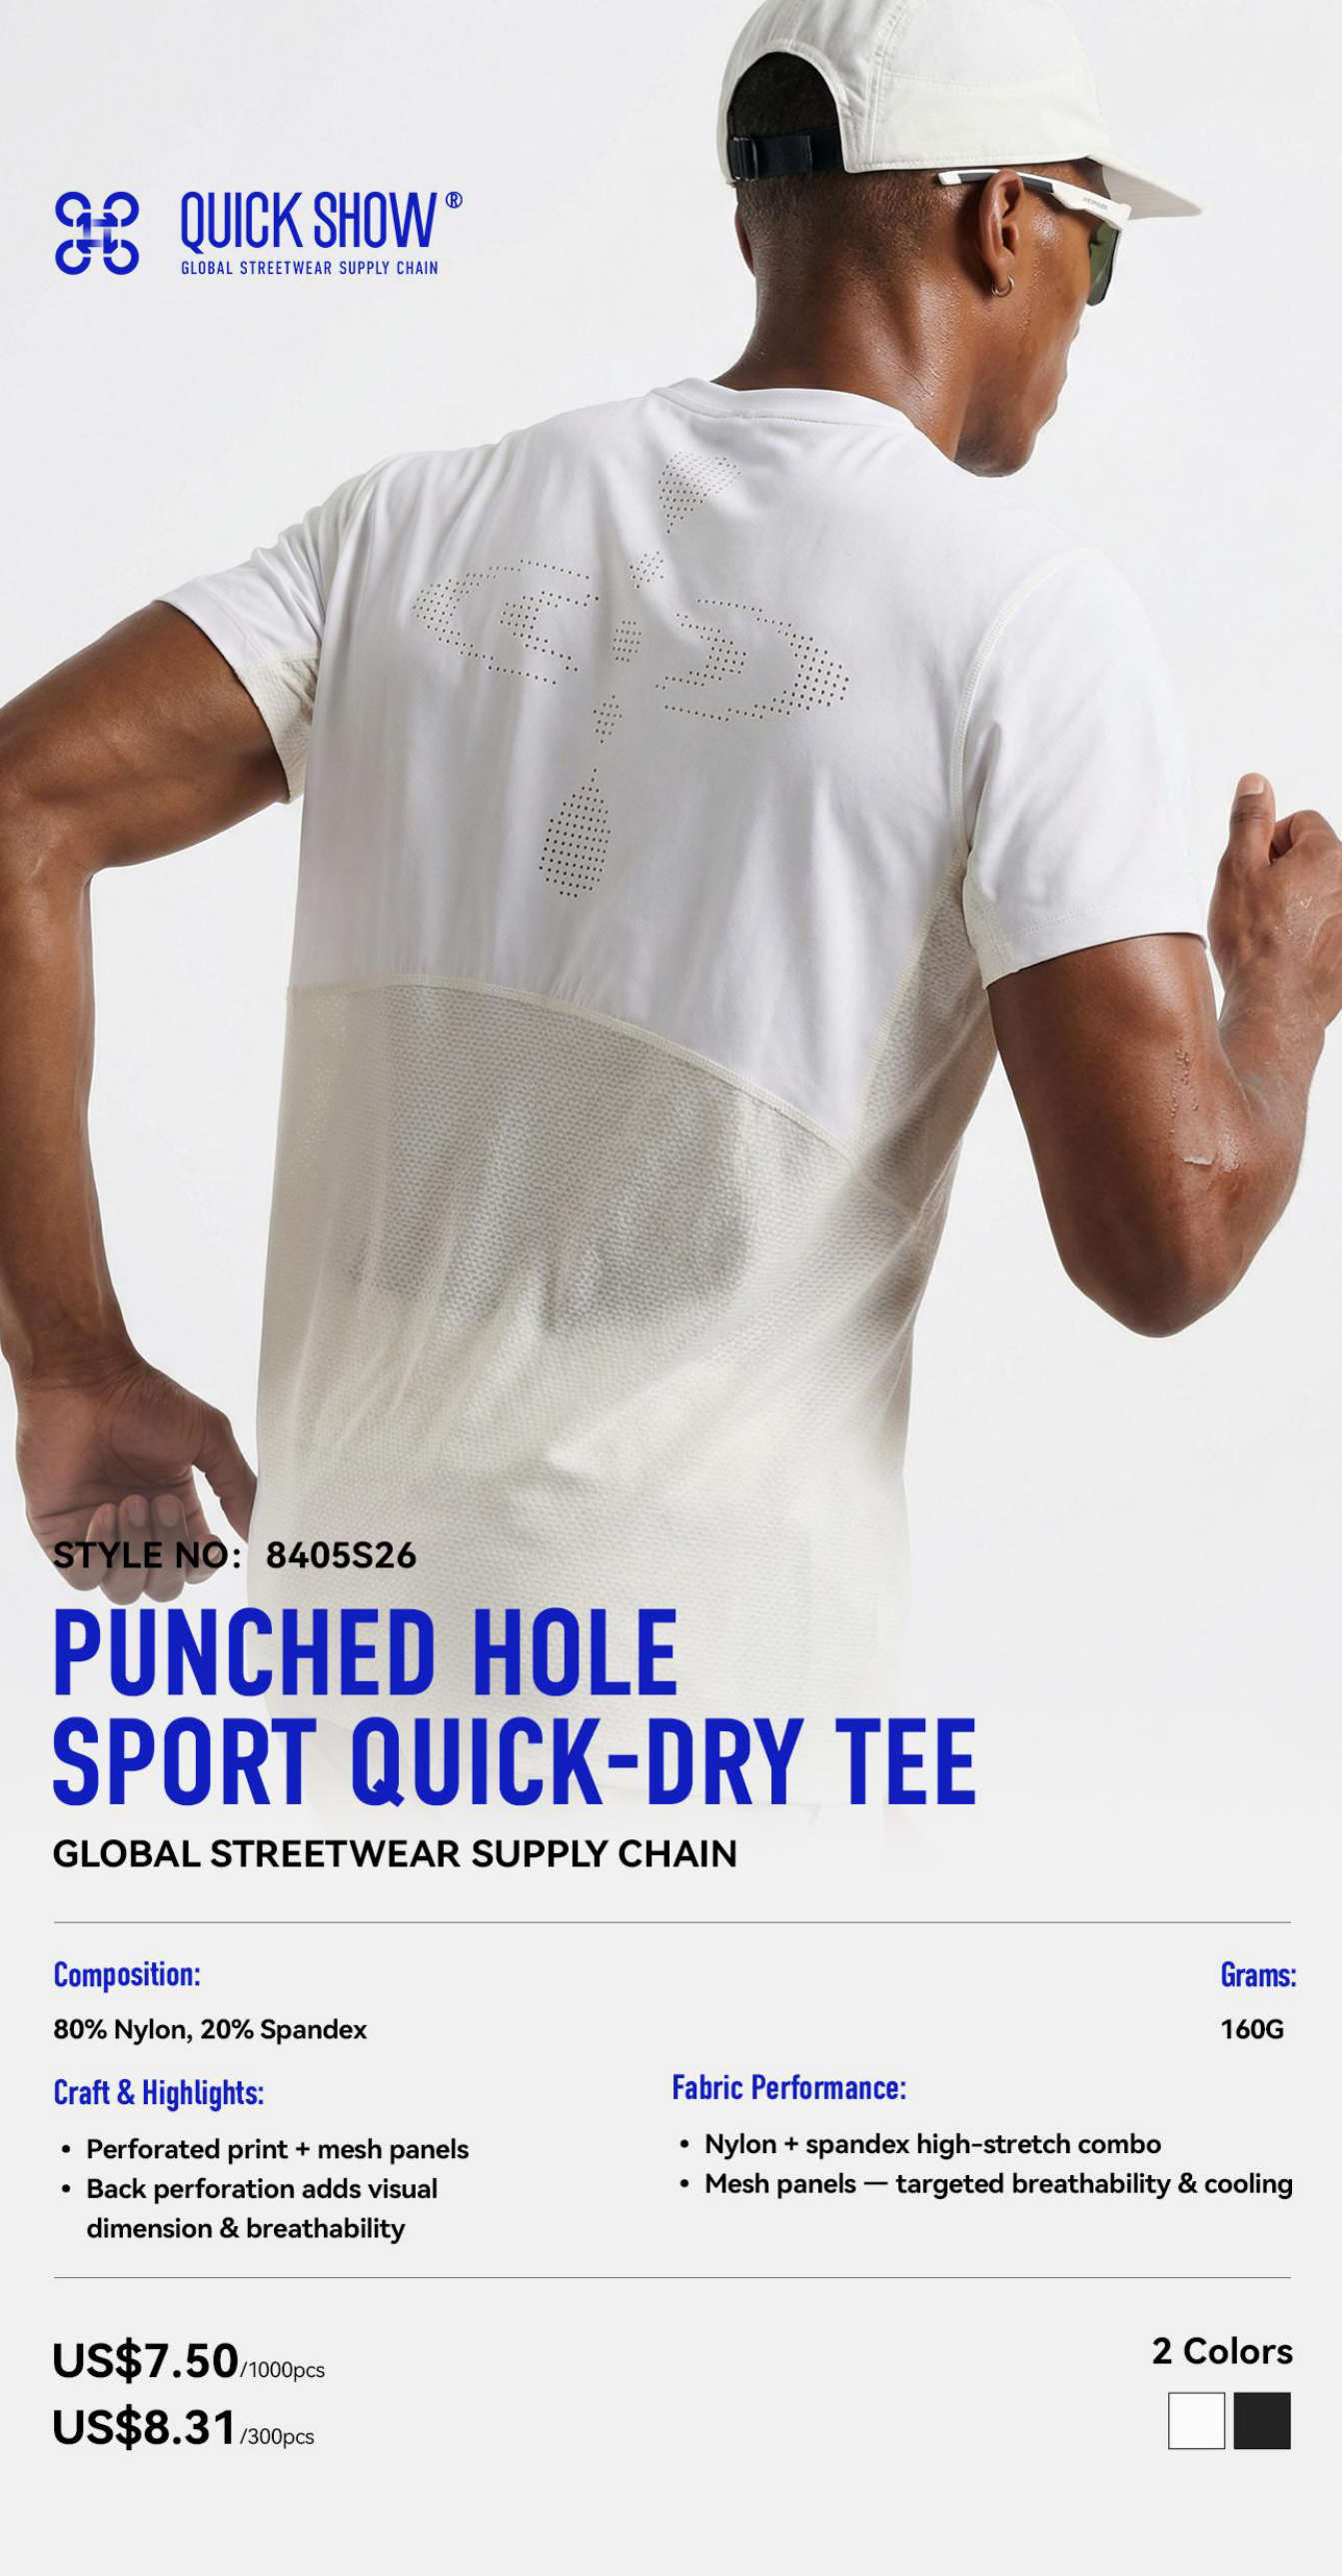 QUICK SHOW®
GLOBAL STREETWEAR SUPPLY CHAIN
STYLE NO: 8405S26
PUNCHED HOLE
SPORT QUICK-DRY TEE
GLOBAL STREETWEAR SUPPLY CHAIN
Composition:
80% Nylon, 20% Spandex
Grams:
160G
Craft & Highlights:
• Perforated print + mesh panels
• Back perforation adds visual
dimension & breathability
Fabric Performance:
• Nylon + spandex high-stretch combo
• Mesh panels — targeted breathability & cooling
US$7.50/1000pcs
US$8.31/300pcs
2 Colors